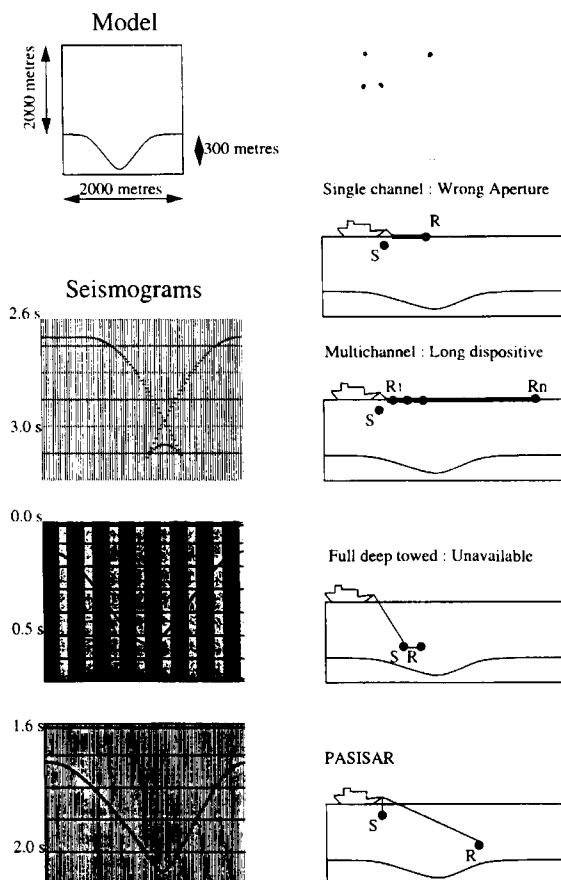 Model
2000 metres
300 metres
2000 metres
Single channel : Wrong Aperture
R
S
Seismograms
2.6 s
3.0 s
Multichannel : Long dispositive
R1
Rn
S
0.0 s
0.5 s
Full deep towed : Unavailable
S R
1.6 s
2.0 s
PASISAR
S
R